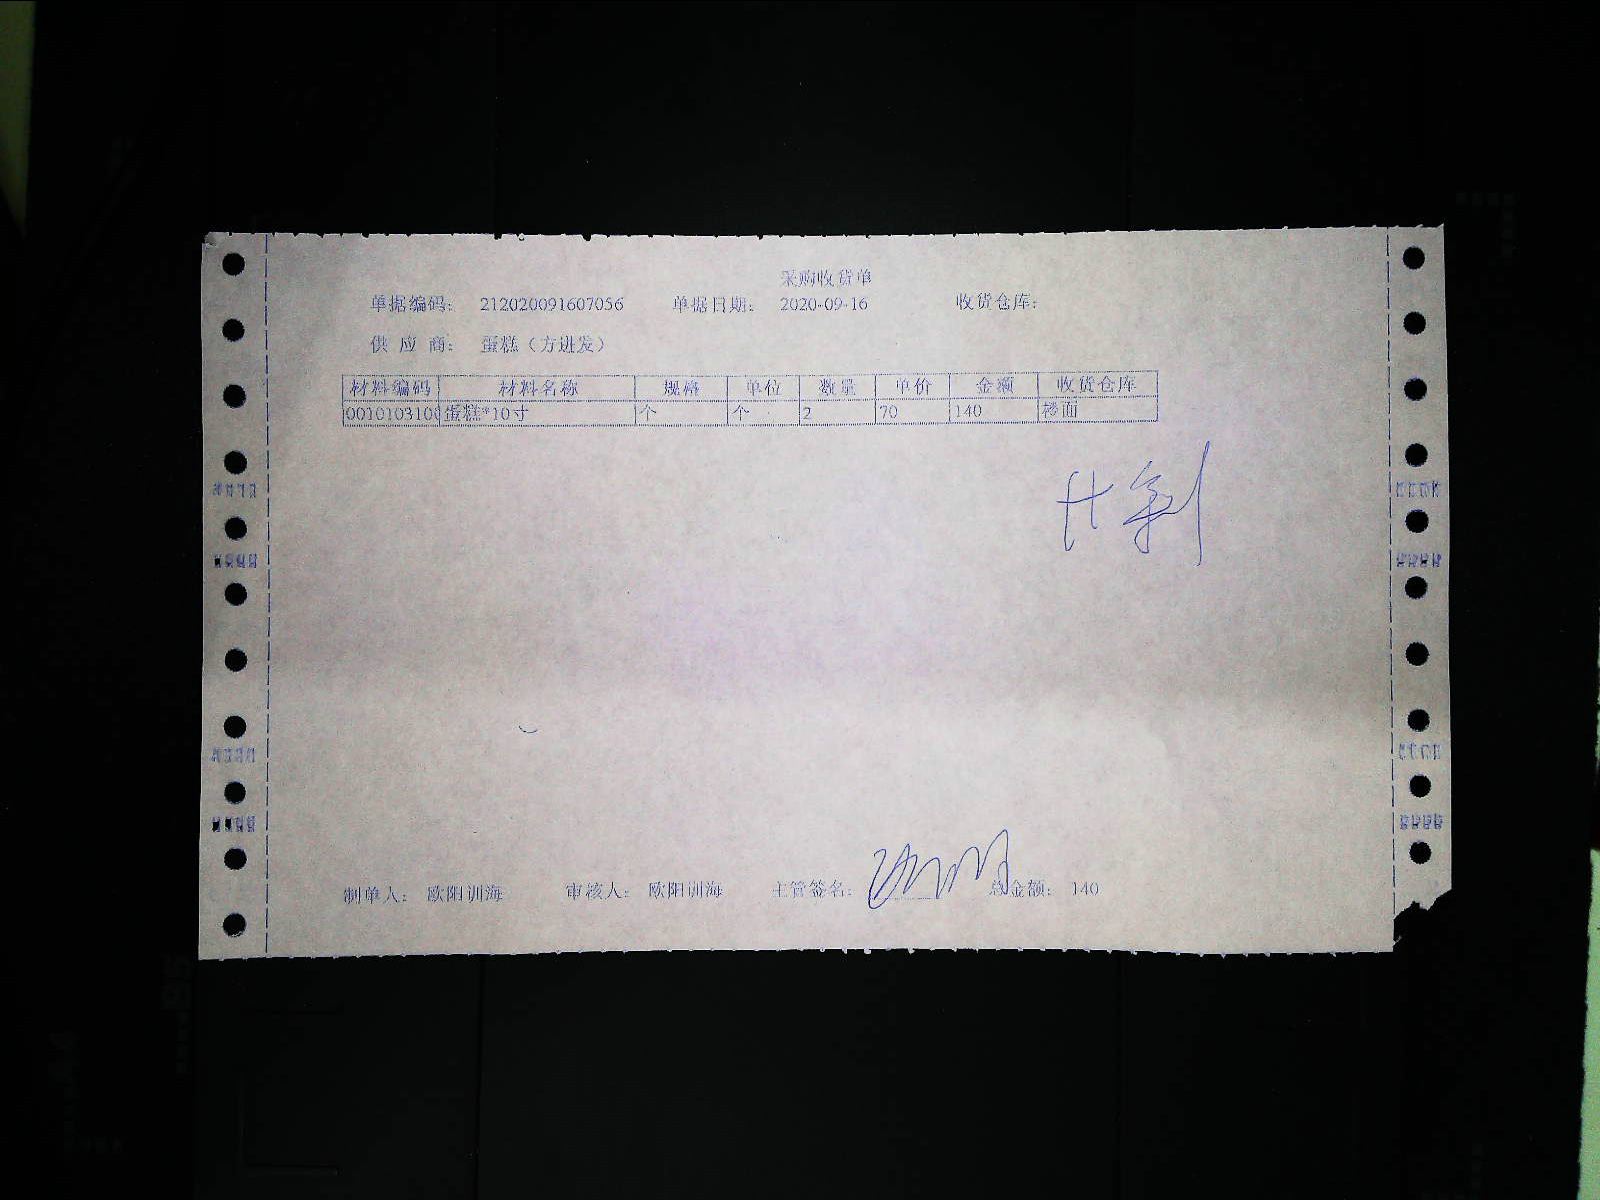 采购收货单
单据编码: 212020091607056 单据日期: 2020-09-16 收货仓库:
供 应 商: 蛋糕（方进发）
材料编码 材料名称 规格 单位 数量 单价 金额 收货仓库
0010103100 蛋糕*10寸 个 个 2 70 140 楼面
制单人: 欧阳训海 审核人: 欧阳训海 主管签名: 总金额: 140